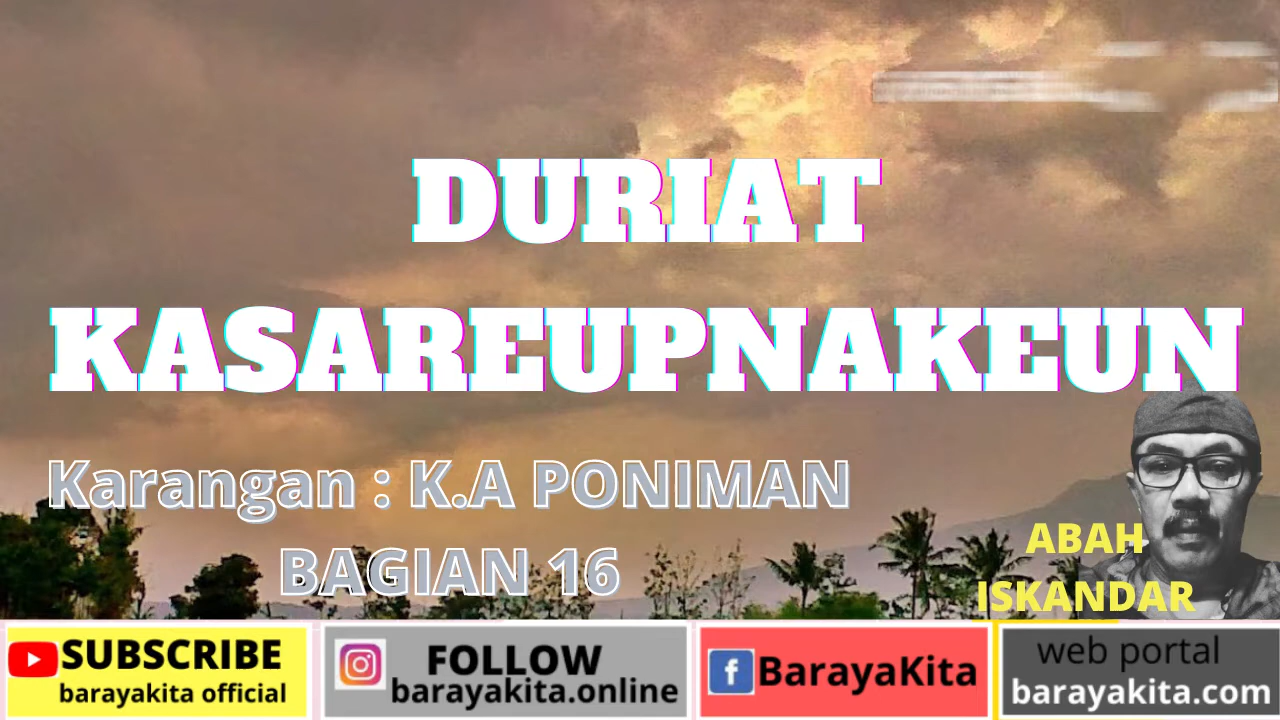 DURIAT
KASAREUPNAKEUN
Karangan : K.A PONIMAN
BAGIAN 16
ABAH
ISKANDAR
SUBSCRIBE
barayakita official
FOLLOW
barayakita.online
BarayaKita
web portal
barayakita.com